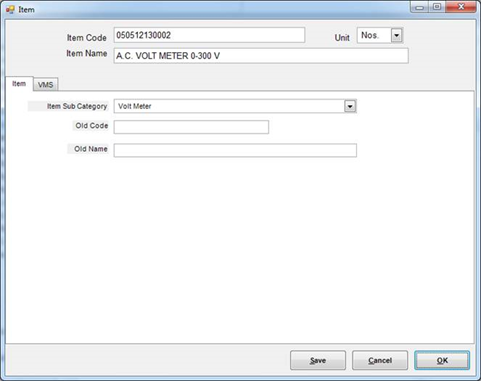 Item
Item Code 050512130002 Unit Nos.
Item Name A.C. VOLT METER 0-300 V
Item VMS
Item Sub Category Volt Meter
Old Code
Old Name
Save Cancel OK